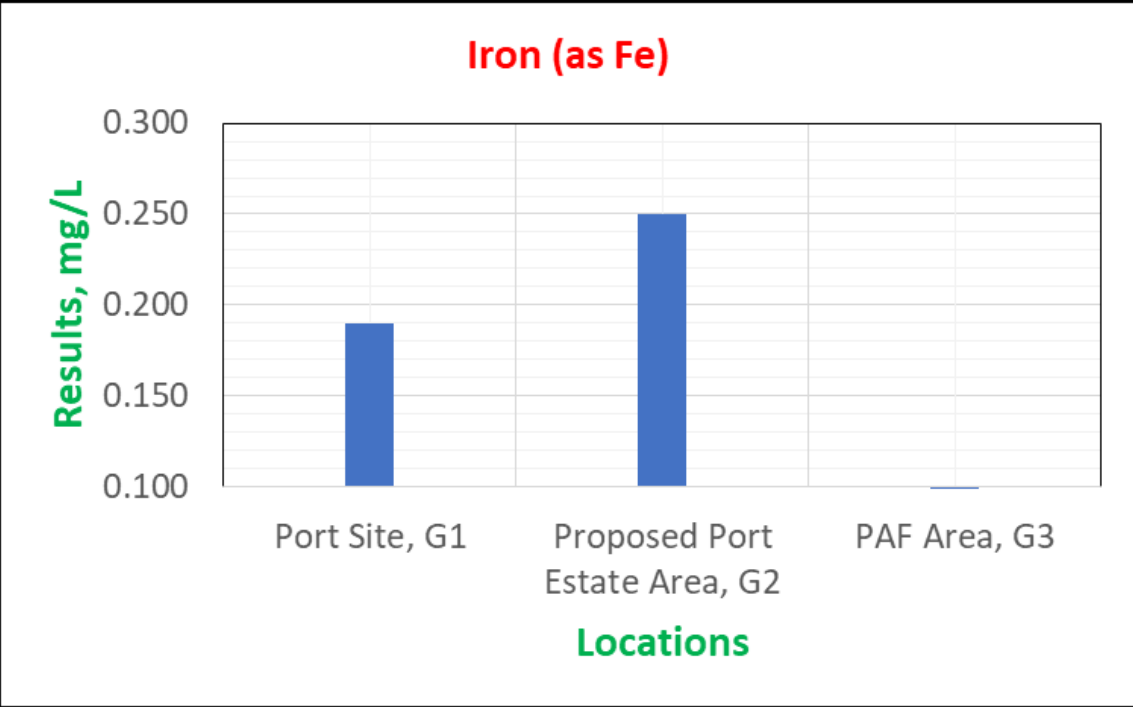 Iron (as Fe)
Results, mg/L
0.300
0.250
0.200
0.150
0.100
Port Site, G1
Proposed Port
Estate Area, G2
PAF Area, G3
Locations